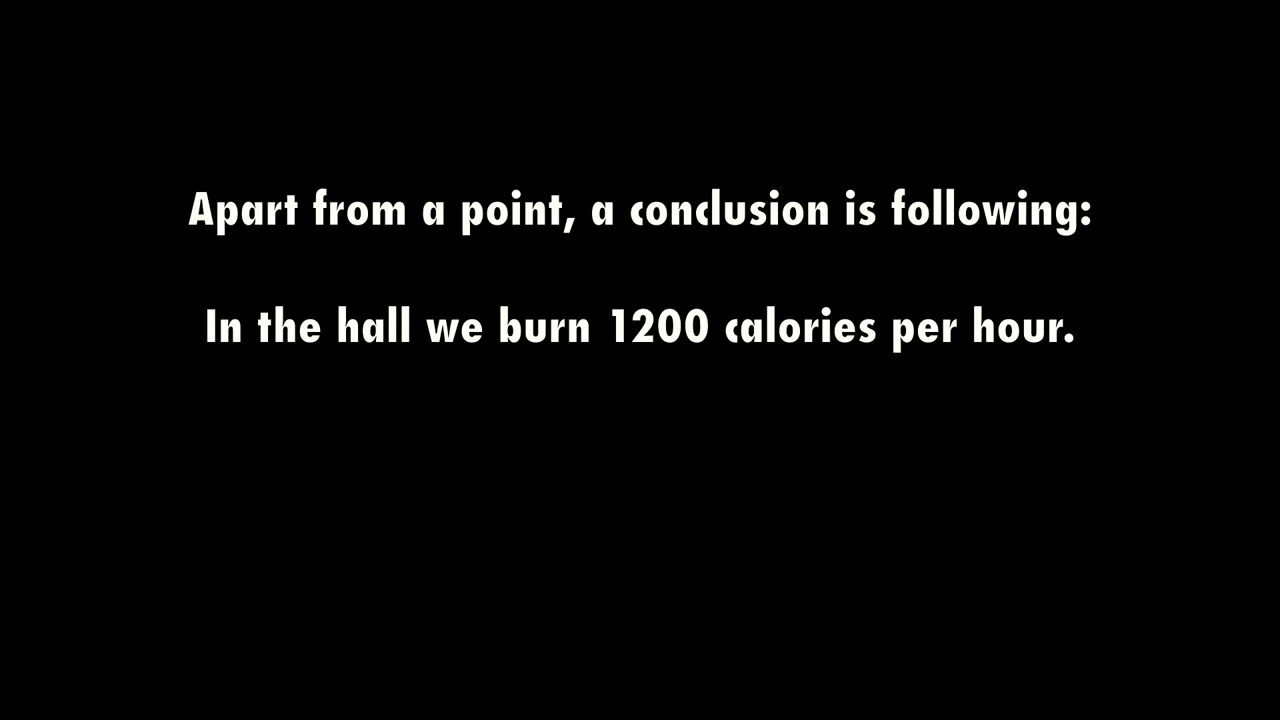 Apart from a point, a conclusion is following:
In the hall we burn 1200 calories per hour.